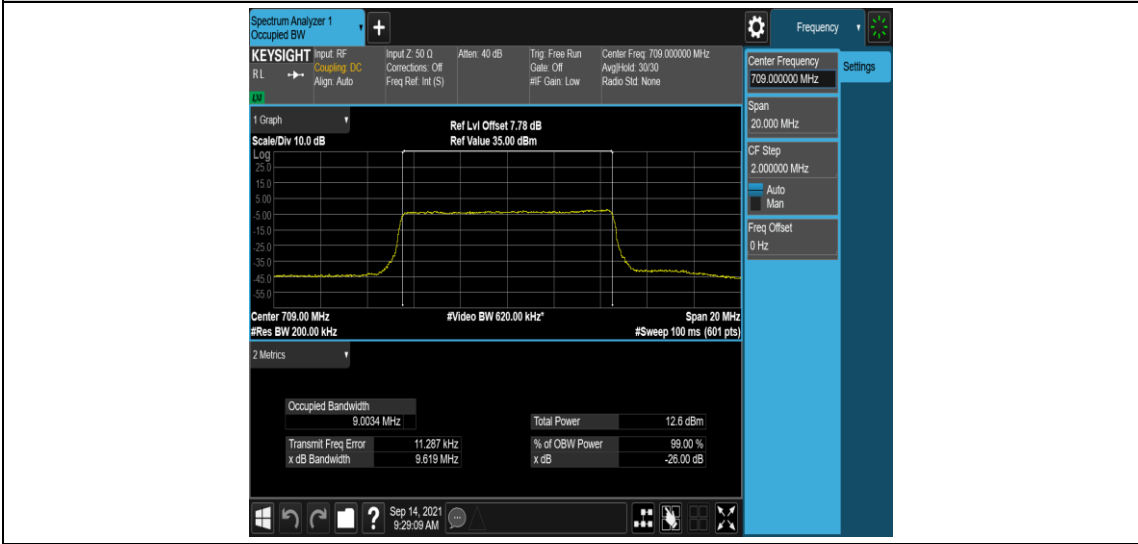 Spectrum Analyzer 1
Occupied BW
+
Frequency
KEYSIGHT
RL
LXI
Input: RF
Coupling: DC
Align: Auto
Input Z: 50 Ω
Corrections: Off
Freq Ref: Int (S)
Atten: 40 dB
Trig: Free Run
Gate: Off
#IF Gain: Low
Center Freq: 709.000000 MHz
Avg|Hold: 30/30
Radio Std: None
Center Frequency
709.000000 MHz
Settings
Span
20.000 MHz
CF Step
2.000000 MHz
Auto
Man
Freq Offset
0 Hz
1 Graph
Scale/Div 10.0 dB
Ref Lvl Offset 7.78 dB
Ref Value 35.00 dBm
Log
25.0
15.0
5.00
-5.00
-15.0
-25.0
-35.0
-45.0
-55.0
Center 709.00 MHz
#Res BW 200.00 kHz
#Video BW 620.00 kHz*
Span 20 MHz
#Sweep 100 ms (601 pts)
2 Metrics
Occupied Bandwidth
9.0034 MHz
Total Power 12.6 dBm
Transmit Freq Error 11.287 kHz
% of OBW Power 99.00 %
x dB Bandwidth 9.619 MHz
x dB -26.00 dB
?
Sep 14, 2021
9:29:09 AM